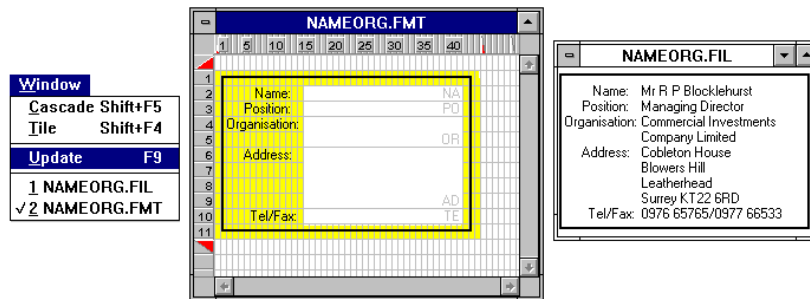 Window
Cascade Shift+F5
Tile Shift+F4
Update F9
1 NAMEORG.FIL
√ 2 NAMEORG.FMT
NAMEORG.FMT
1 5 10 15 20 25 30 35 40
1
2 Name: NA
3 Position: PO
4 Organisation:
5 OR
6 Address:
7
8
9 AD
10 Tel/Fax: TE
11
NAMEORG.FIL
Name: Mr R P Blocklehurst
Position: Managing Director
Organisation: Commercial Investments
Company Limited
Address: Cobleton House
Blowers Hill
Leatherhead
Surrey KT22 6RD
Tel/Fax: 0976 65765/0977 66533